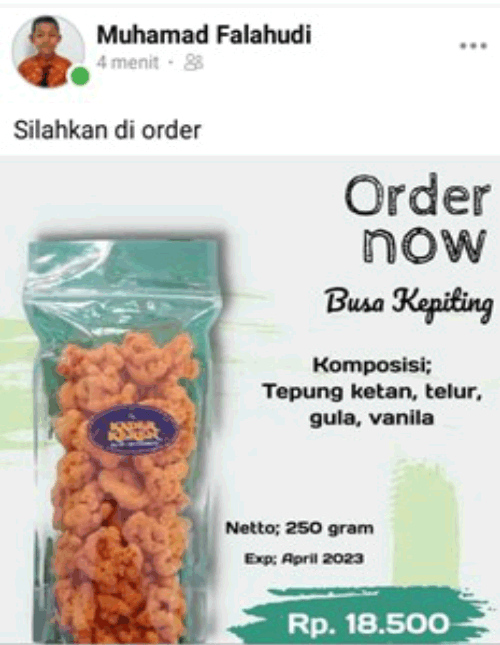 Muhamad Falahudi
4 menit
Silahkan di order
Order
now
Busa Kepiting
Komposisi;
Tepung ketan, telur,
gula, vanila
Netto; 250 gram
Exp; April 2023
Rp. 18.500